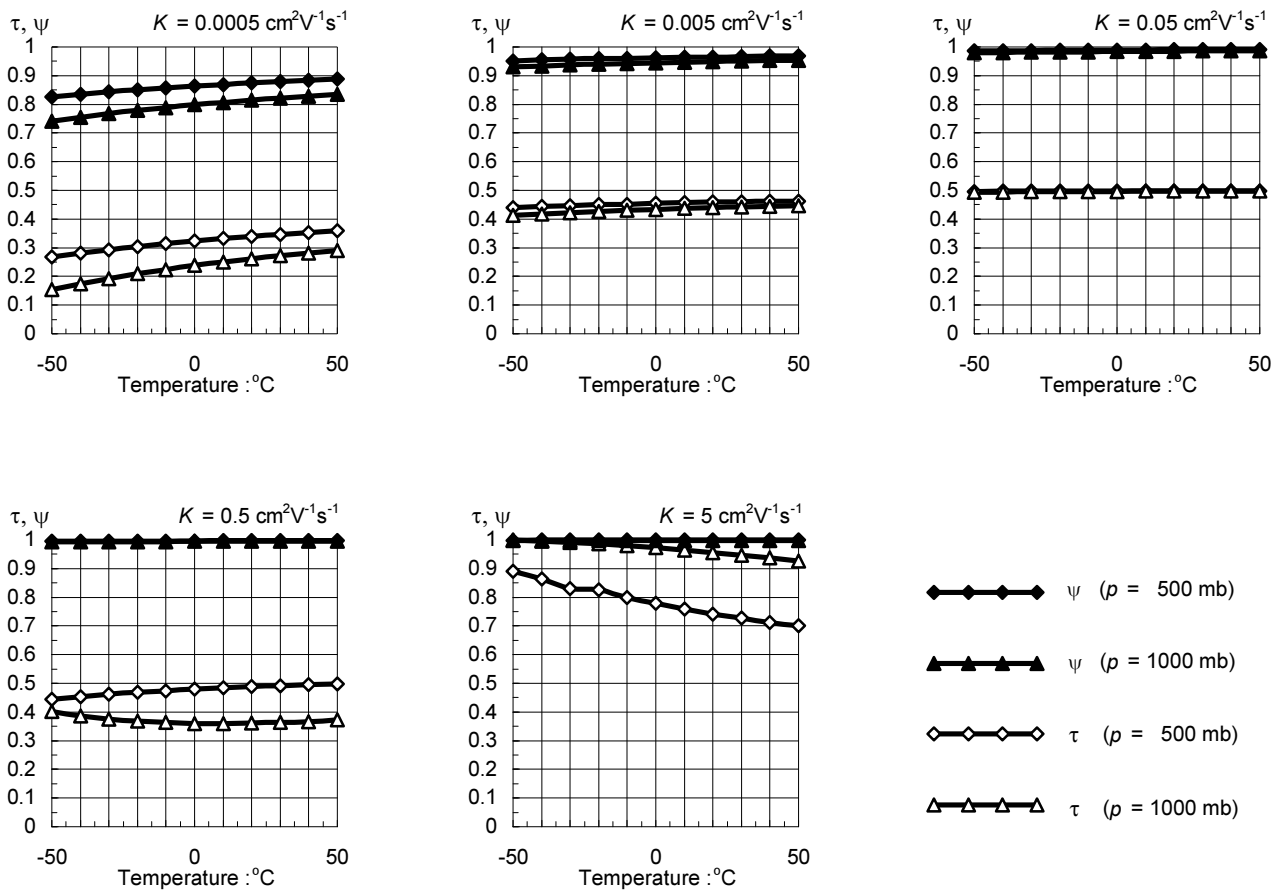 τ, ψ K = 0.0005 cm²V⁻¹s⁻¹
1
0.9
0.8
0.7
0.6
0.5
0.4
0.3
0.2
0.1
0
-50 0 50
Temperature : °C
τ, ψ K = 0.005 cm²V⁻¹s⁻¹
1
0.9
0.8
0.7
0.6
0.5
0.4
0.3
0.2
0.1
0
-50 0 50
Temperature : °C
τ, ψ K = 0.05 cm²V⁻¹s⁻¹
1
0.9
0.8
0.7
0.6
0.5
0.4
0.3
0.2
0.1
0
-50 0 50
Temperature : °C
τ, ψ K = 0.5 cm²V⁻¹s⁻¹
1
0.9
0.8
0.7
0.6
0.5
0.4
0.3
0.2
0.1
0
-50 0 50
Temperature : °C
τ, ψ K = 5 cm²V⁻¹s⁻¹
1
0.9
0.8
0.7
0.6
0.5
0.4
0.3
0.2
0.1
0
-50 0 50
Temperature : °C
ψ (p = 500 mb)
ψ (p = 1000 mb)
τ (p = 500 mb)
τ (p = 1000 mb)